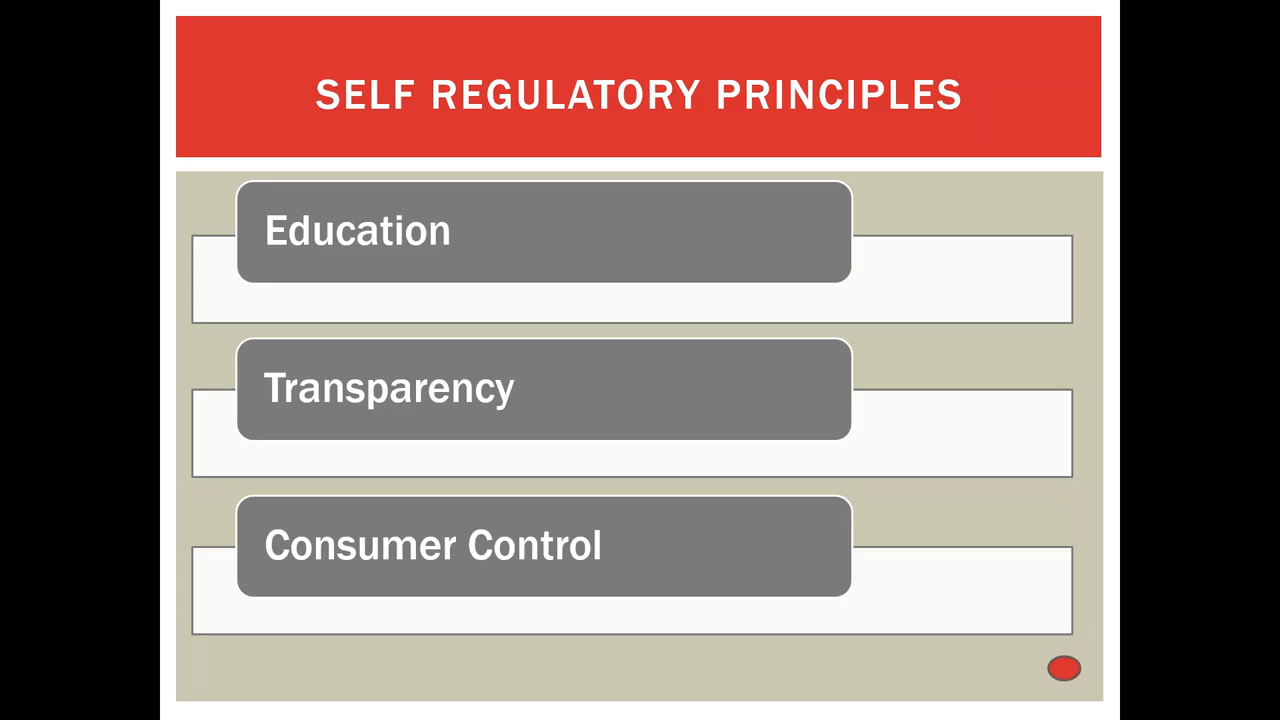 SELF REGULATORY PRINCIPLES
Education
Transparency
Consumer Control